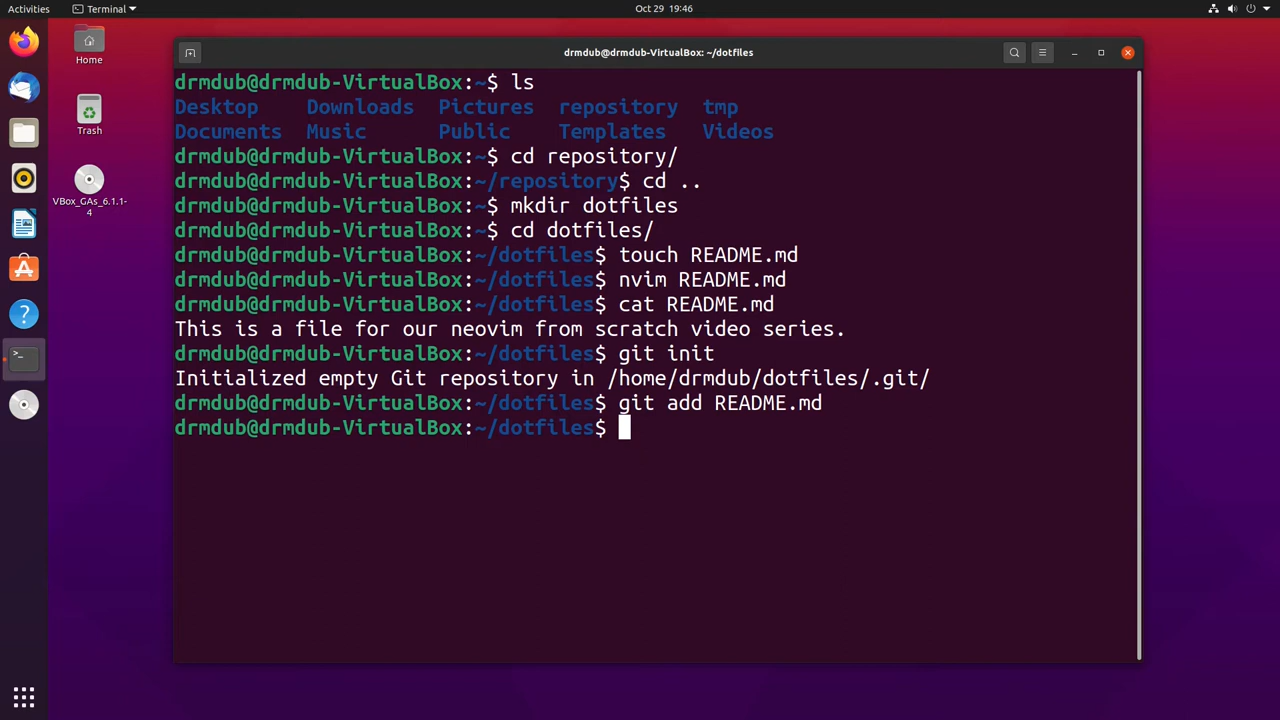 Activities
Terminal
Oct 29 19:46
drmdub@drmdub-VirtualBox: ~/dotfiles
Home
Trash
VBox_GAs_6.1.1-
4
drmdub@drmdub-VirtualBox:~$ ls
Desktop Downloads Pictures repository tmp
Documents Music Public Templates Videos
drmdub@drmdub-VirtualBox:~$ cd repository/
drmdub@drmdub-VirtualBox:~/repository$ cd ..
drmdub@drmdub-VirtualBox:~$ mkdir dotfiles
drmdub@drmdub-VirtualBox:~$ cd dotfiles/
drmdub@drmdub-VirtualBox:~/dotfiles$ touch README.md
drmdub@drmdub-VirtualBox:~/dotfiles$ nvim README.md
drmdub@drmdub-VirtualBox:~/dotfiles$ cat README.md
This is a file for our neovim from scratch video series.
drmdub@drmdub-VirtualBox:~/dotfiles$ git init
Initialized empty Git repository in /home/drmdub/dotfiles/.git/
drmdub@drmdub-VirtualBox:~/dotfiles$ git add README.md
drmdub@drmdub-VirtualBox:~/dotfiles$